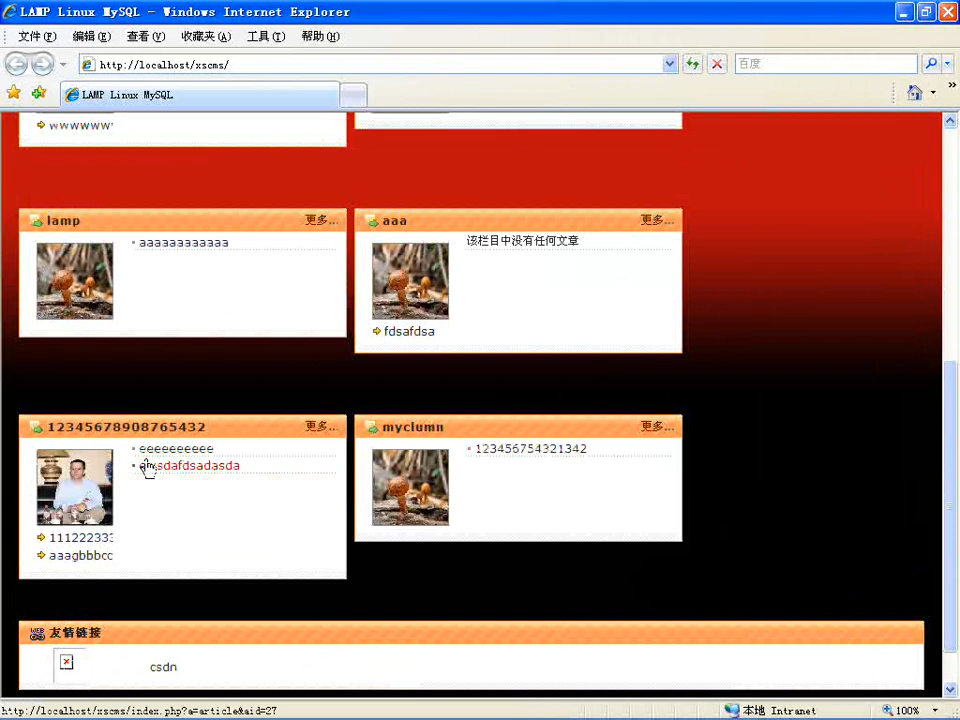 LAMP Linux MySQL - Windows Internet Explorer
文件(F) 编辑(E) 查看(V) 收藏夹(A) 工具(T) 帮助(H)
http://localhost/xscms/
百度
LAMP Linux MySQL
wwwwww
lamp 更多...
aaaaaaaaaaaa
aaa 更多...
该栏目中没有任何文章
fdsafdsa
12345678908765432 更多...
eeeeeeeeee
sdafdsadasda
111222333
aaagbbbcc
myclumn 更多...
123456754321342
友情链接
csdn
http://localhost/xscms/index.php?a=article&aid=27
本地 Intranet
100%